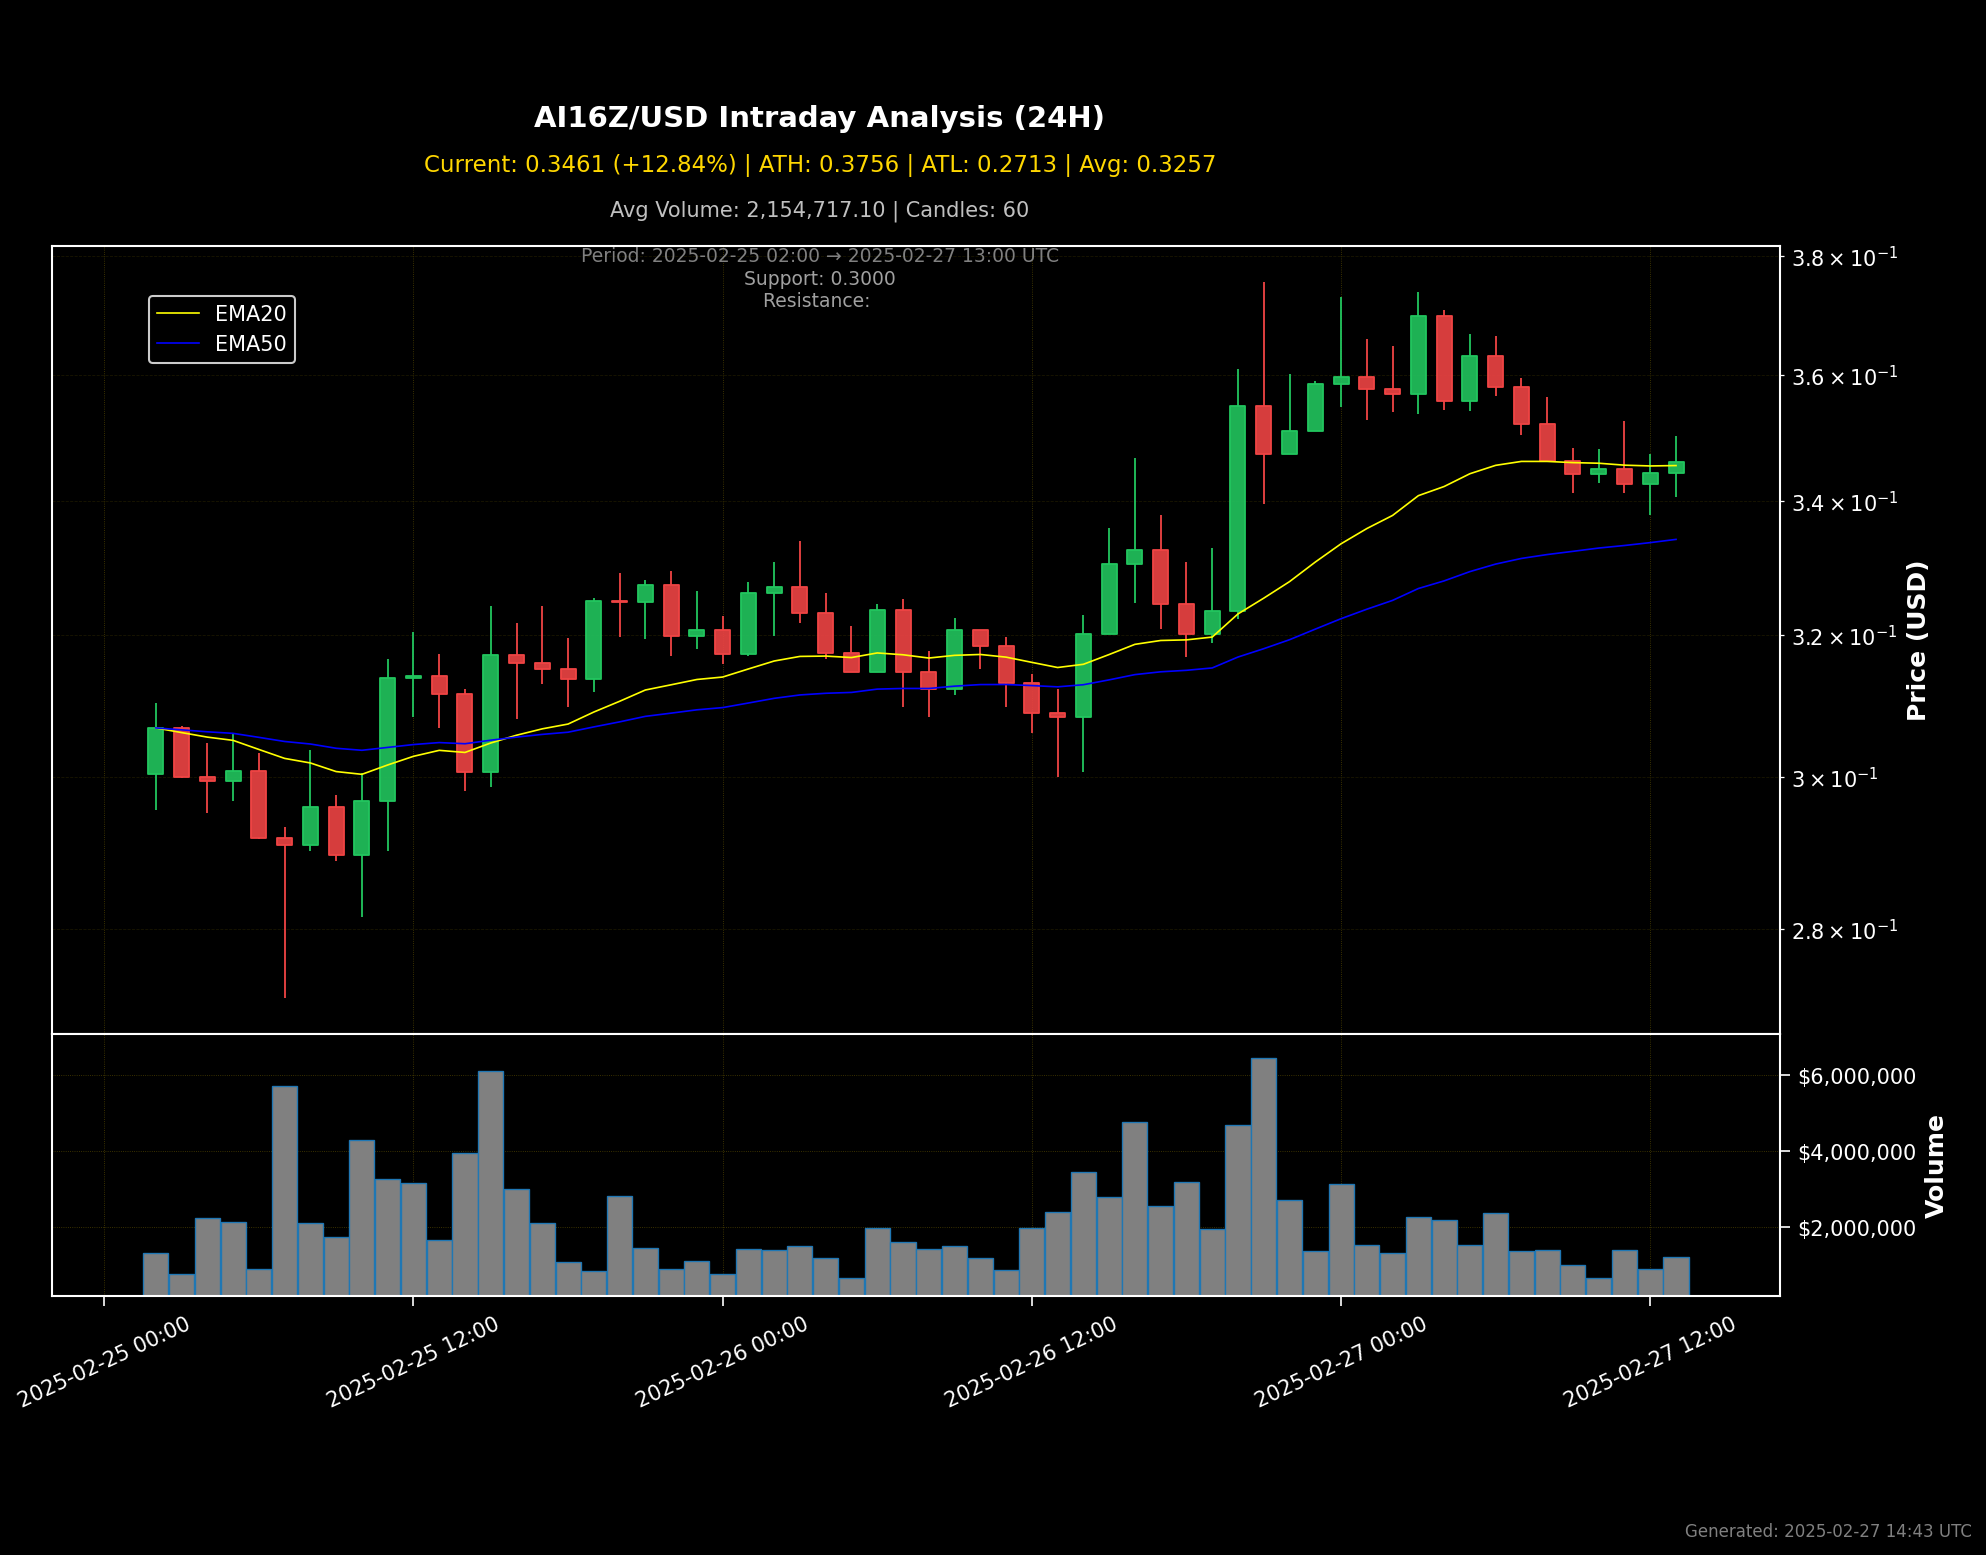 AI16Z/USD Intraday Analysis (24H)
Current: 0.3461 (+12.84%) | ATH: 0.3756 | ATL: 0.2713 | Avg: 0.3257
Avg Volume: 2,154,717.10 | Candles: 60
Period: 2025-02-25 02:00 → 2025-02-27 13:00 UTC
Support: 0.3000
Resistance:
EMA20
EMA50
3.8 × 10⁻¹
3.6 × 10⁻¹
3.4 × 10⁻¹
3.2 × 10⁻¹
3 × 10⁻¹
2.8 × 10⁻¹
Price (USD)
$6,000,000
$4,000,000
$2,000,000
Volume
2025-02-25 00:00
2025-02-25 12:00
2025-02-26 00:00
2025-02-26 12:00
2025-02-27 00:00
2025-02-27 12:00
Generated: 2025-02-27 14:43 UTC